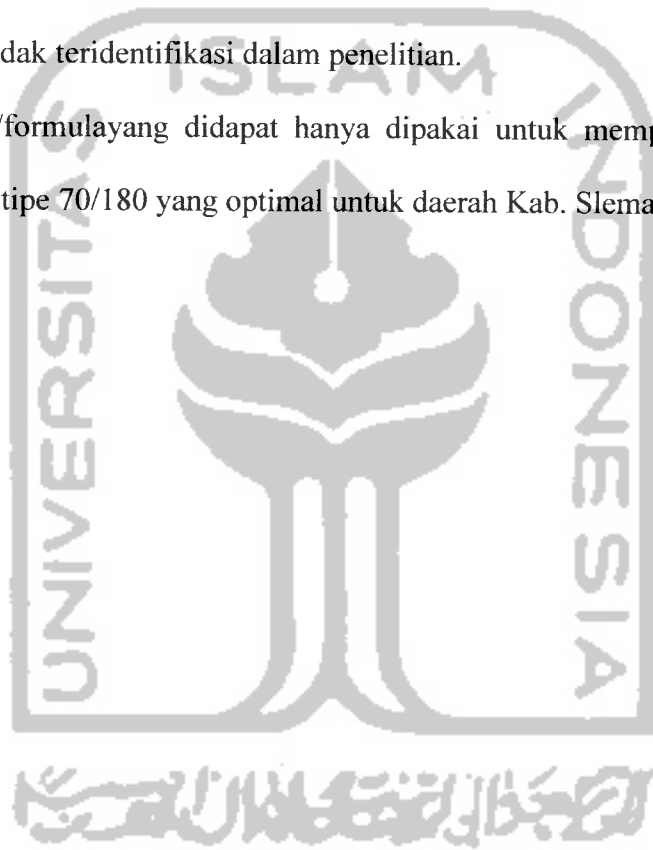 dak teridentifikasi dalam penelitian.
/formulayang didapat hanya dipakai untuk memp
tipe 70/180 yang optimal untuk daerah Kab. Slema
ISLAM
UNIVERSITAS
INDONESIA